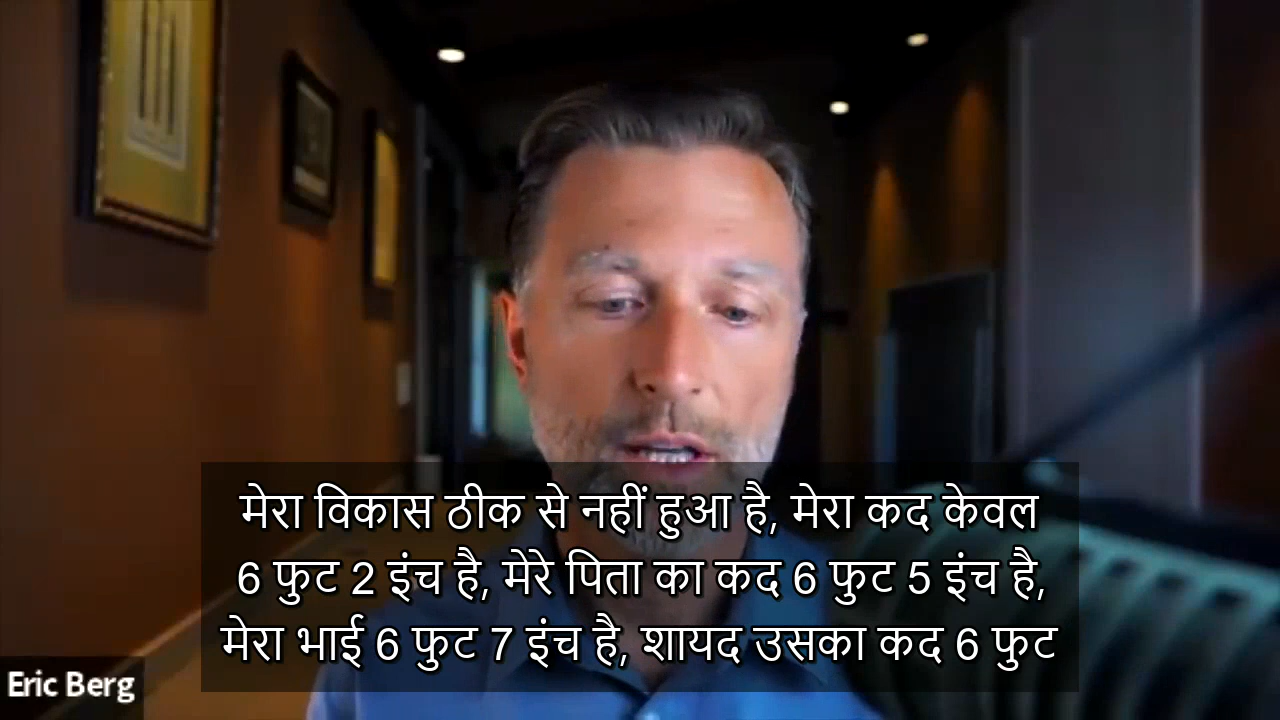 मेरा विकास ठीक से नहीं हुआ है, मेरा कद केवल
6 फुट 2 इंच है, मेरे पिता का कद 6 फुट 5 इंच है,
मेरा भाई 6 फुट 7 इंच है, शायद उसका कद 6 फुट
Eric Berg